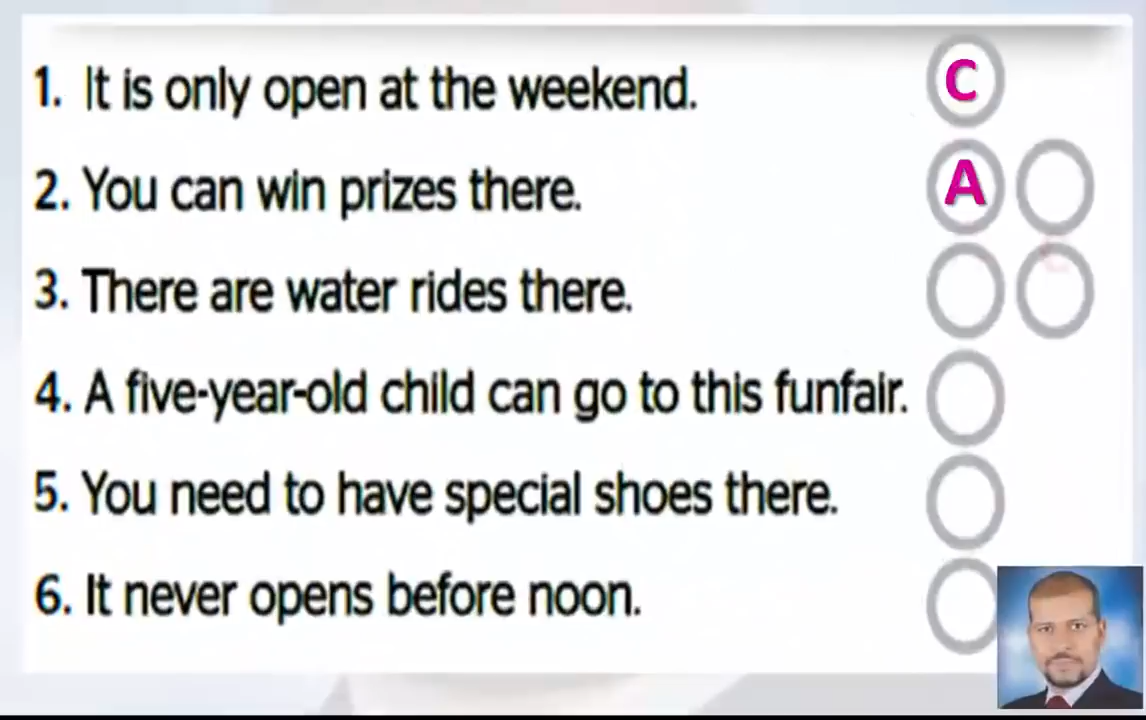 1. It is only open at the weekend. C
2. You can win prizes there. A
3. There are water rides there.
4. A five-year-old child can go to this funfair.
5. You need to have special shoes there.
6. It never opens before noon.